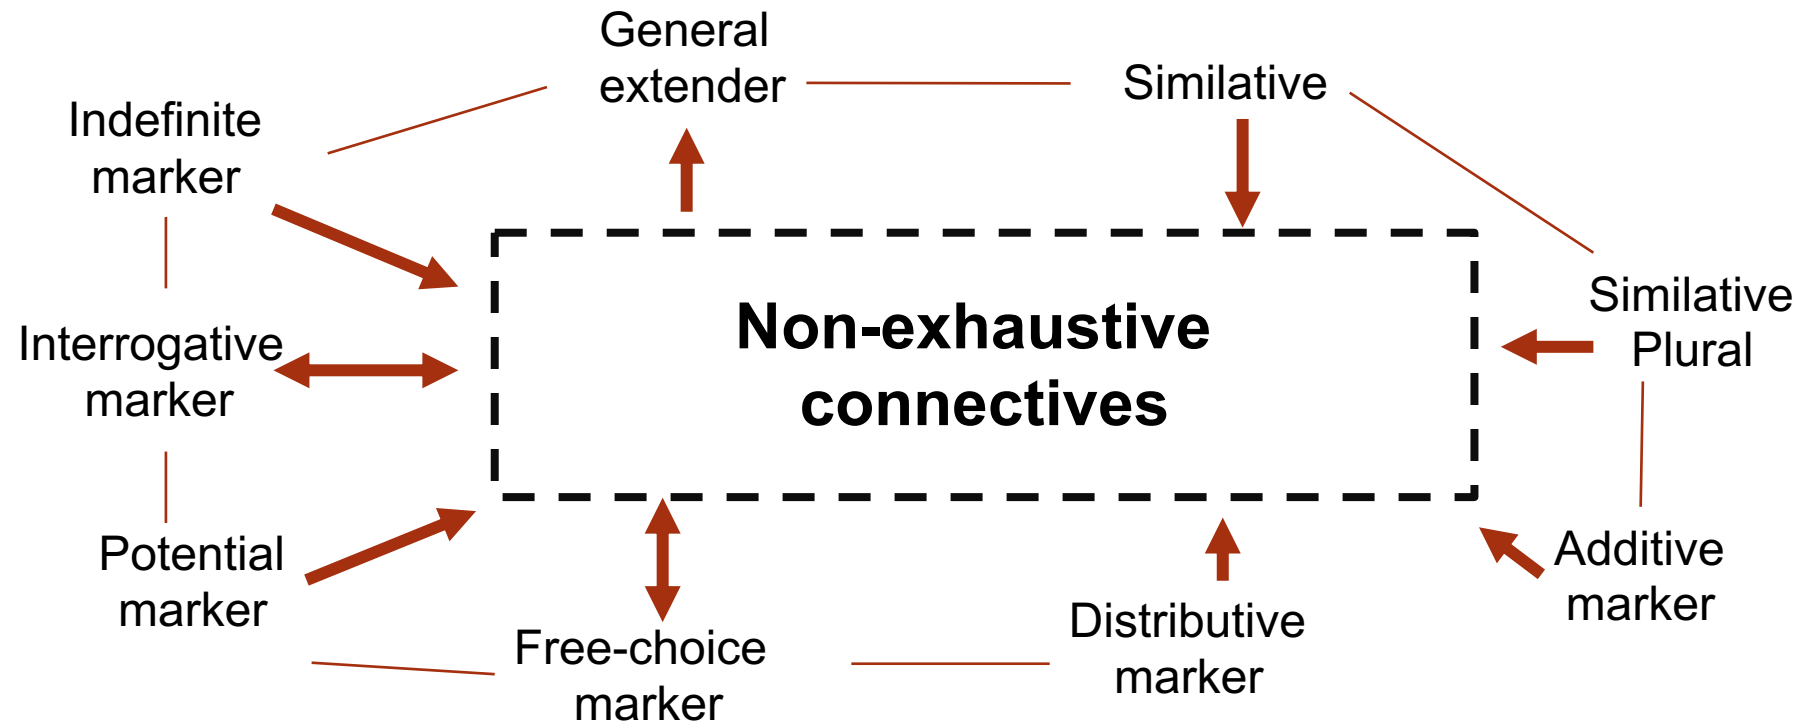 General
extender
Similative
Indefinite
marker
Similative
Plural
Non-exhaustive
connectives
Interrogative
marker
Potential
marker
Additive
marker
Free-choice
marker
Distributive
marker